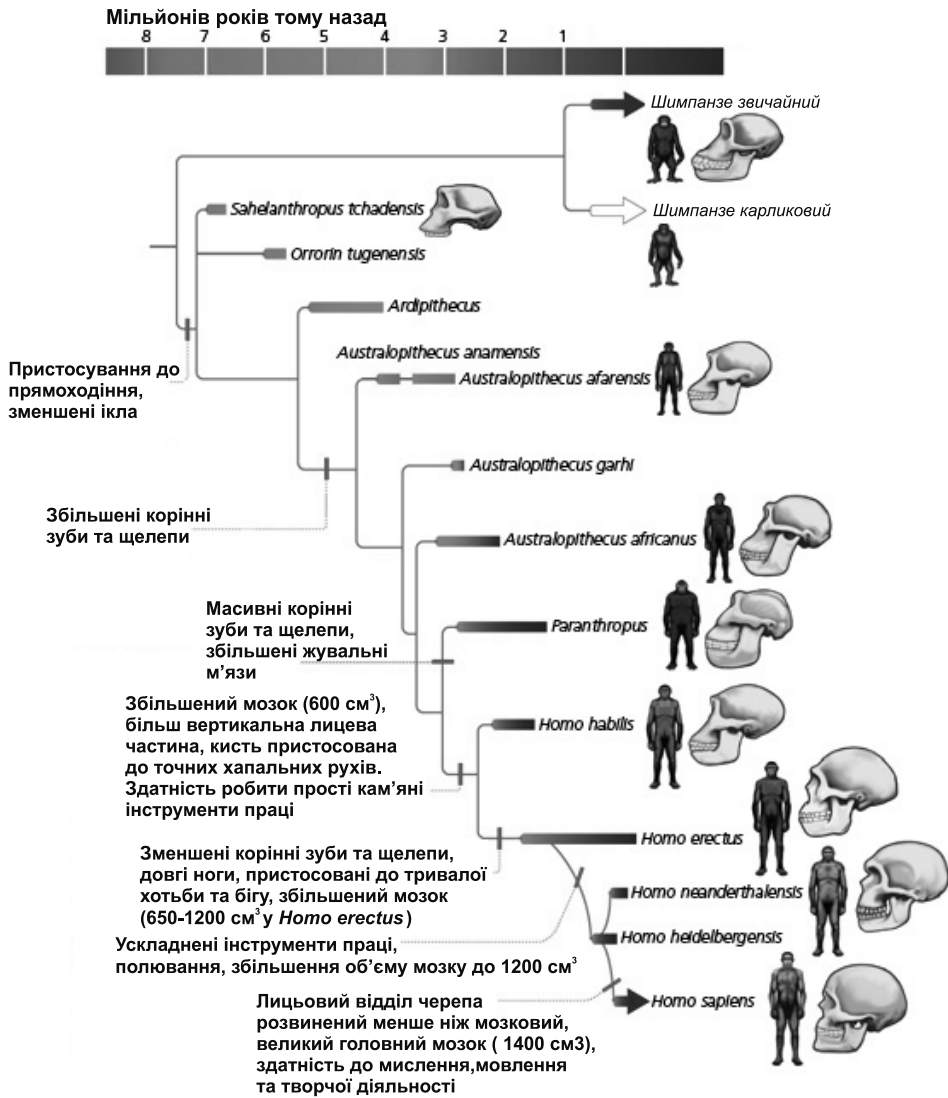 Мільйонів років тому назад
8 7 6 5 4 3 2 1
Шимпанзе звичайний
Sahelanthropus tchadensis
Шимпанзе карликовий
Orrorin tugenensis
Ardipithecus
Australopithecus anamensis
Пристосування до
прямоходіння,
зменшені ікла
Australopithecus afarensis
Australopithecus garhi
Збільшені корінні
зуби та щелепи
Australopithecus africanus
Масивні корінні
зуби та щелепи,
збільшені жувальні
м’язи
Paranthropus
Збільшений мозок (600 см³),
більш вертикальна лицева
частина, кисть пристосована
до точних хапальних рухів.
Здатність робити прості кам’яні
інструменти праці
Homo habilis
Homo erectus
Зменшені корінні зуби та щелепи,
довгі ноги, пристосовані до тривалої
хотьби та бігу, збільшений мозок
(650-1200 см³ у Homo erectus)
Homo neanderthalensis
Homo heidelbergensis
Ускладнені інструменти праці,
полювання, збільшення об’єму мозку до 1200 см³
Homo sapiens
Лицьовий відділ черепа
розвинений менше ніж мозковий,
великий головний мозок ( 1400 см3),
здатність до мислення,мовлення
та творчої діяльності